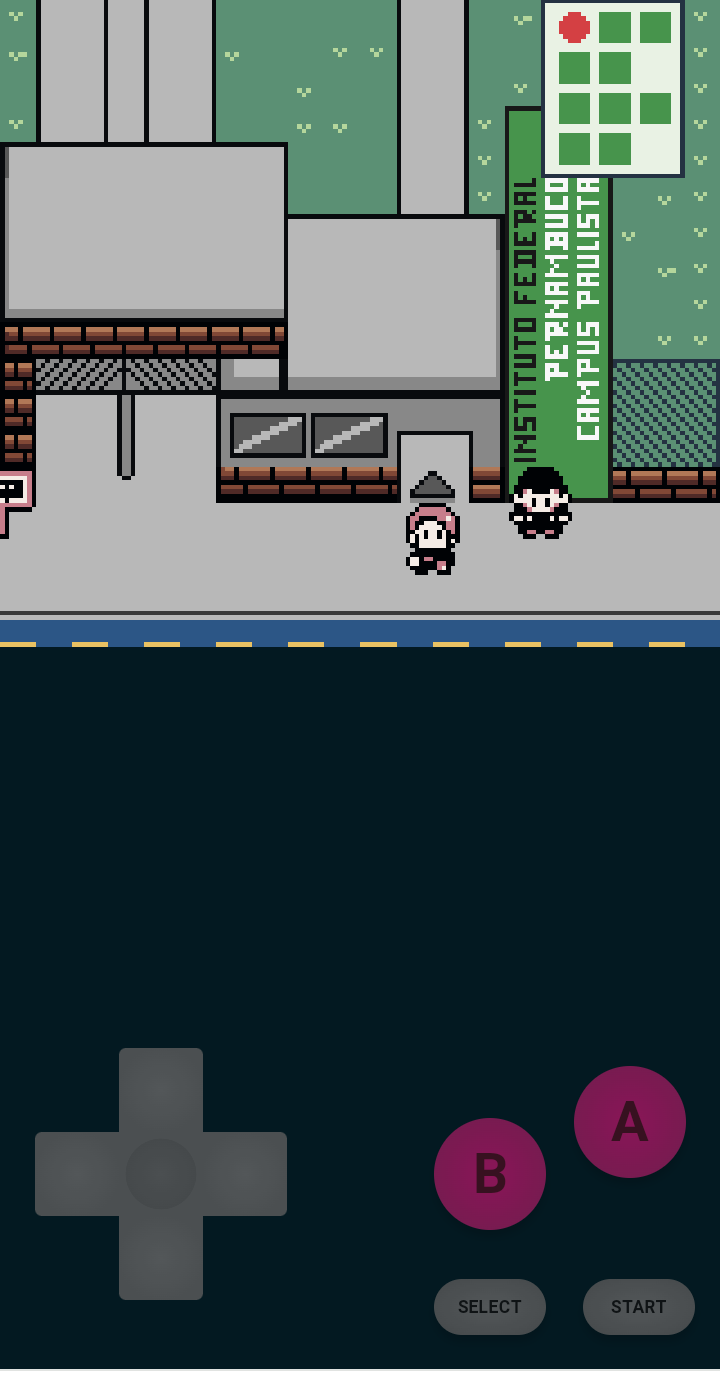 INSTITUTO FEDERAL
PERNAMBUCO
CAMPUS PAULISTA
A
B
SELECT
START